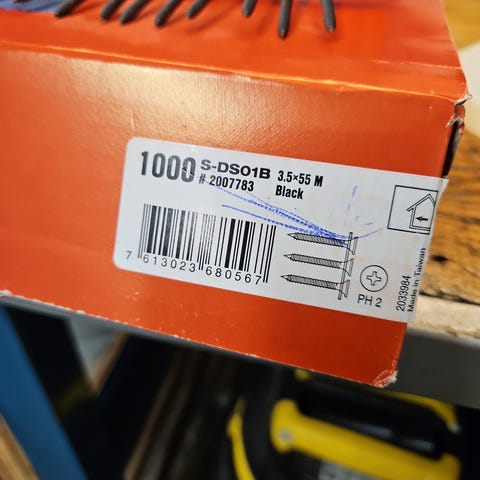 1000 S-DS01B 3.5×55 M
# 2007783 Black
7 613023 680567
PH 2
2033984
Made in Taiwan